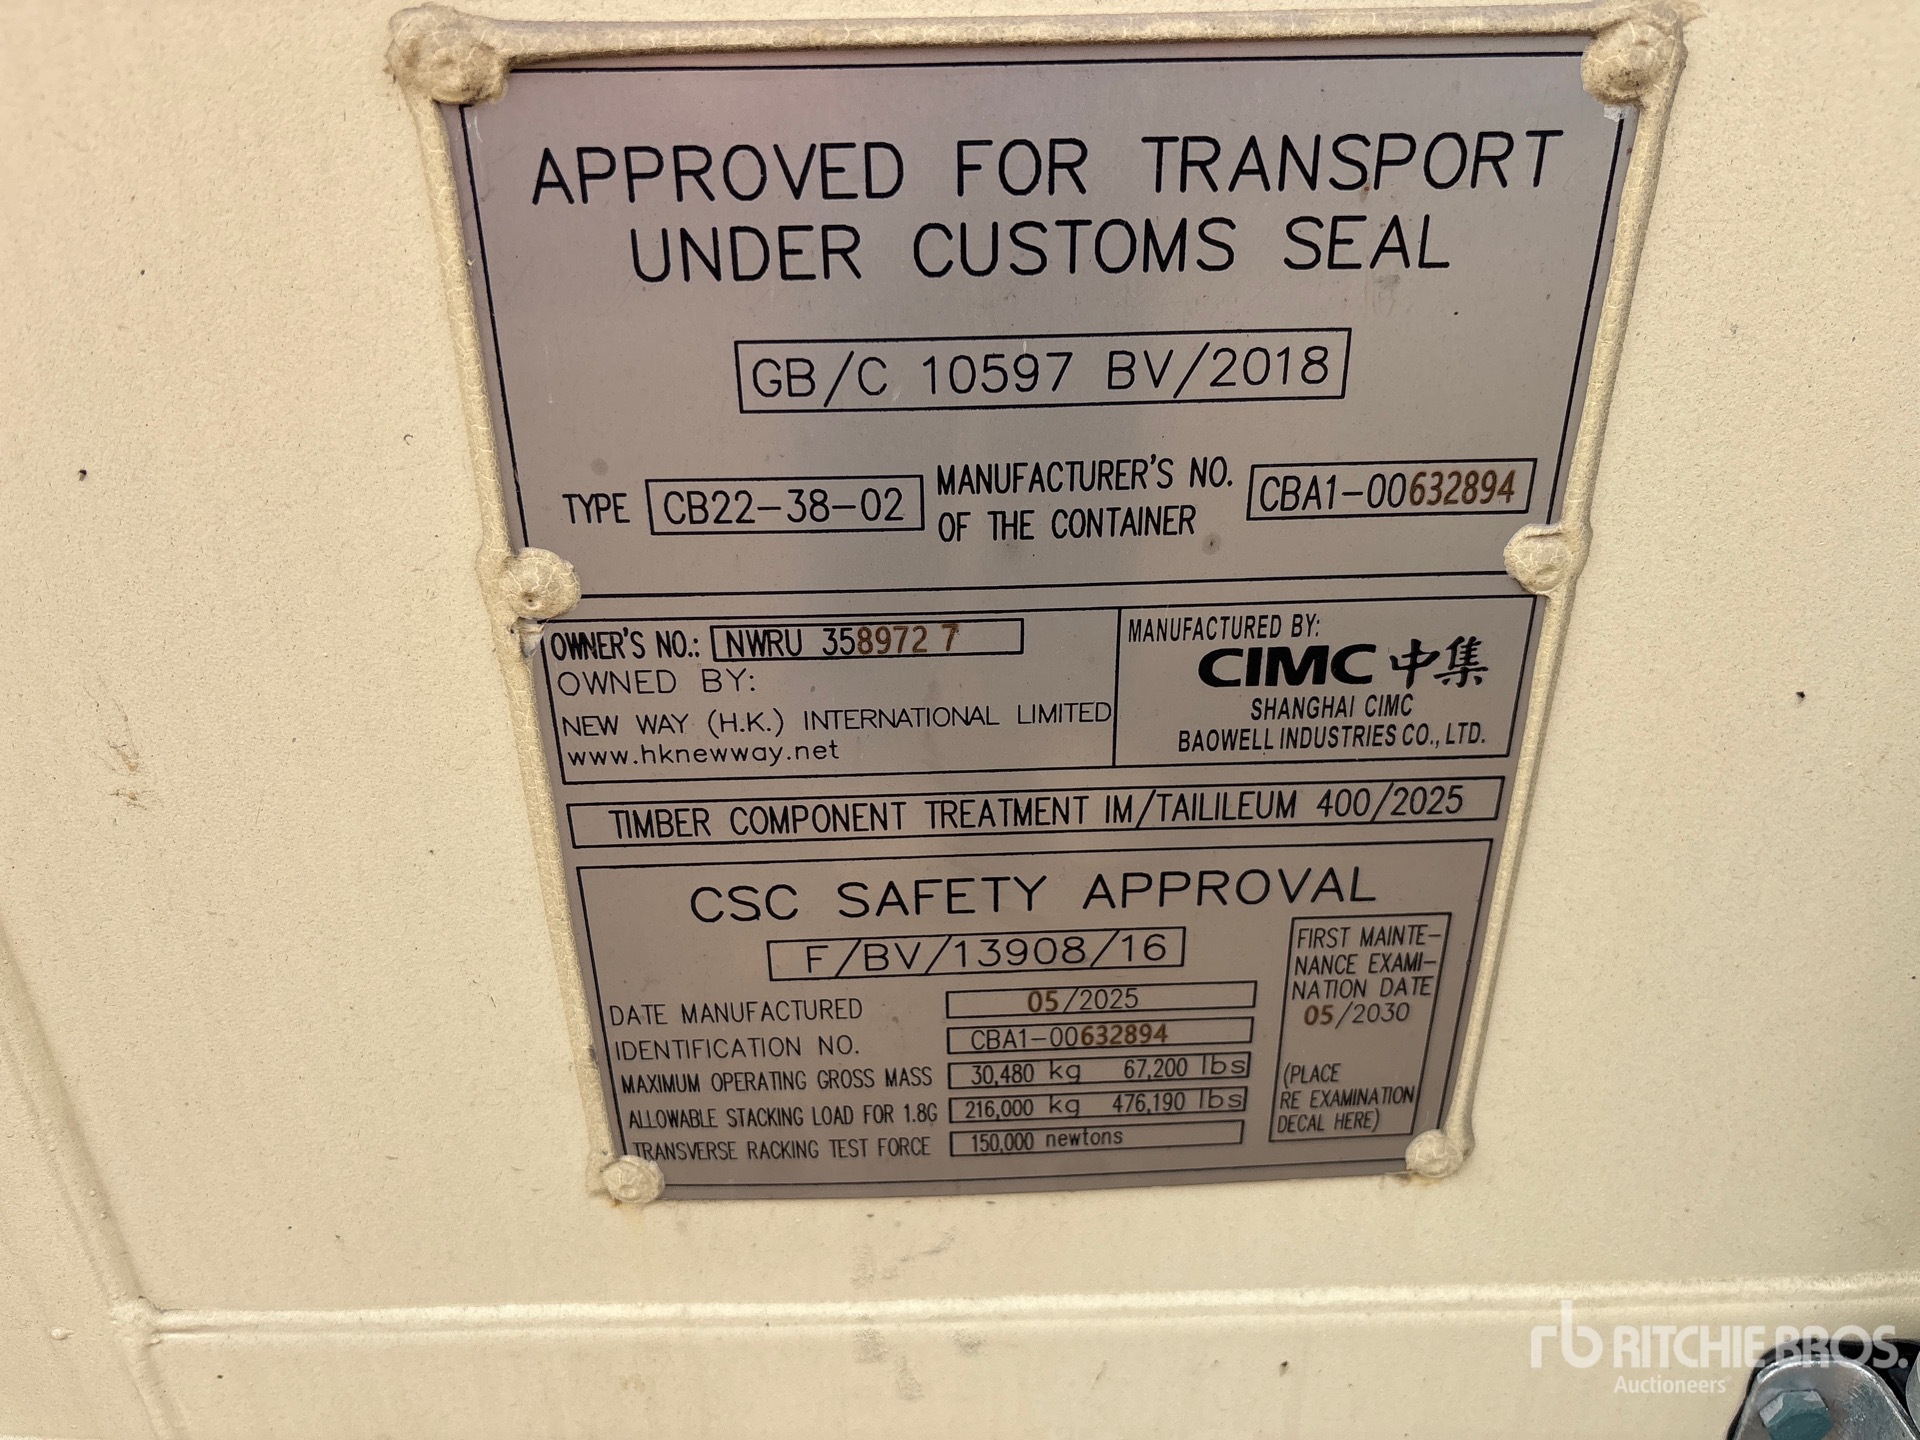 APPROVED FOR TRANSPORT
UNDER CUSTOMS SEAL
GB/C 10597 BV/2018
TYPE CB22-38-02 MANUFACTURER'S NO. OF THE CONTAINER CBA1-00632894
OWNER'S NO.: NWRU 358972 7
OWNED BY:
NEW WAY (H.K.) INTERNATIONAL LIMITED
www.hknewway.net
MANUFACTURED BY:
CIMC 中集
SHANGHAI CIMC
BAOWELL INDUSTRIES CO., LTD.
TIMBER COMPONENT TREATMENT IM/TAILILEUM 400/2025
CSC SAFETY APPROVAL
F/BV/13908/16
DATE MANUFACTURED 05/2025
IDENTIFICATION NO. CBA1-00632894
MAXIMUM OPERATING GROSS MASS 30,480 kg 67,200 lbs
ALLOWABLE STACKING LOAD FOR 1.8G 216,000 kg 476,190 lbs
TRANSVERSE RACKING TEST FORCE 150,000 newtons
FIRST MAINTE-
NANCE EXAMI-
NATION DATE
05/2030
(PLACE
RE EXAMINATION
DECAL HERE)
rb RITCHIE BROS.
Auctioneers